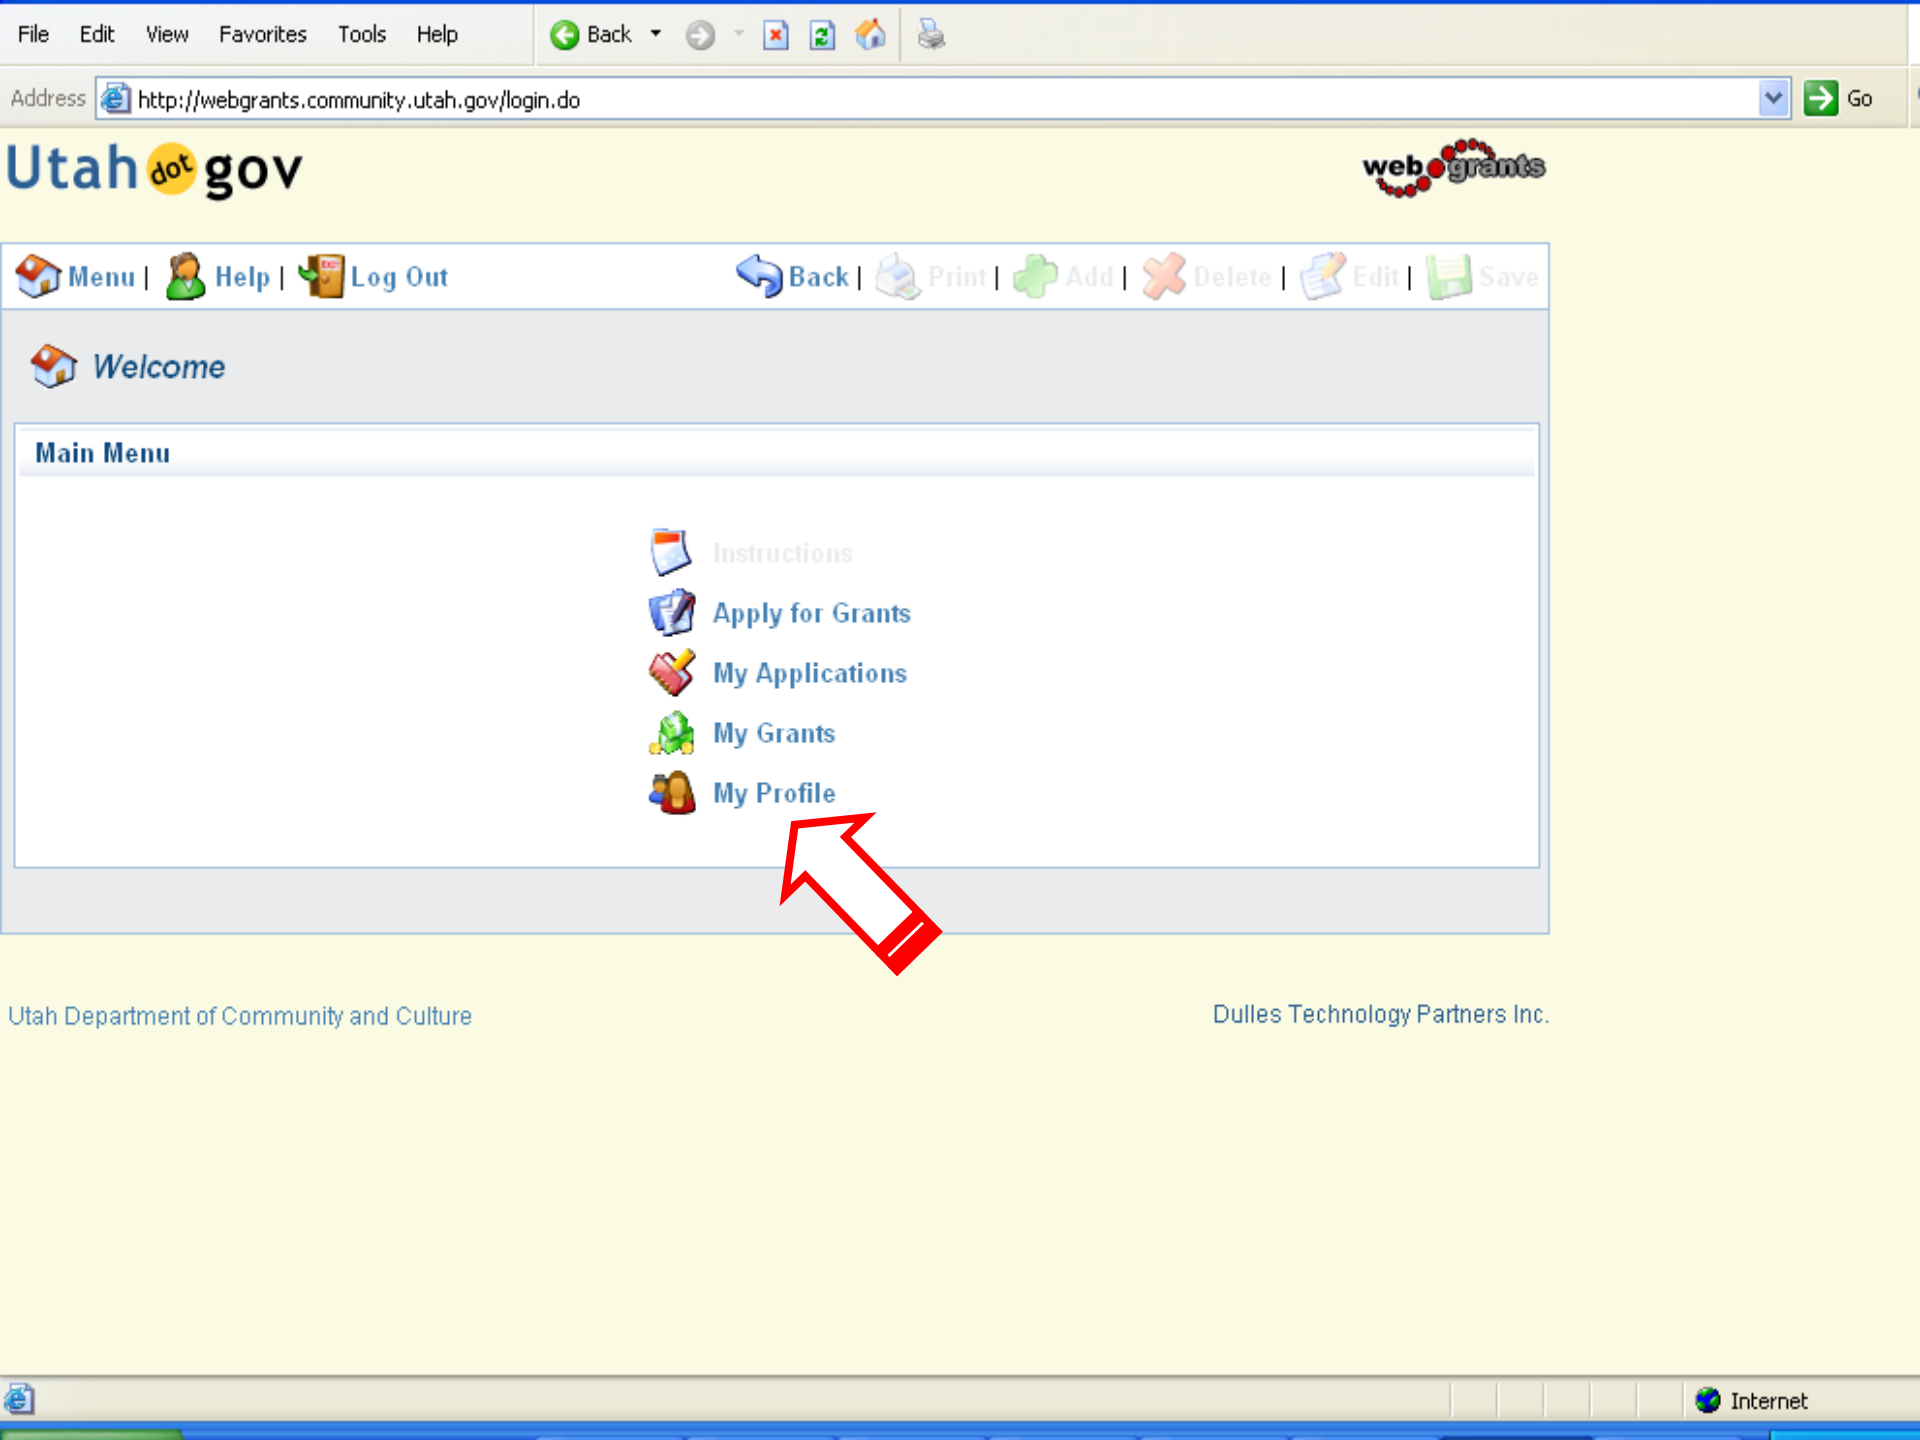 File Edit View Favorites Tools Help Back
Address http://webgrants.community.utah.gov/login.do Go
Utah dot gov webgrants
Menu | Help | Log Out Back | Print | Add | Delete | Edit | Save
Welcome
Main Menu
Instructions
Apply for Grants
My Applications
My Grants
My Profile
Utah Department of Community and Culture Dulles Technology Partners Inc.
Internet